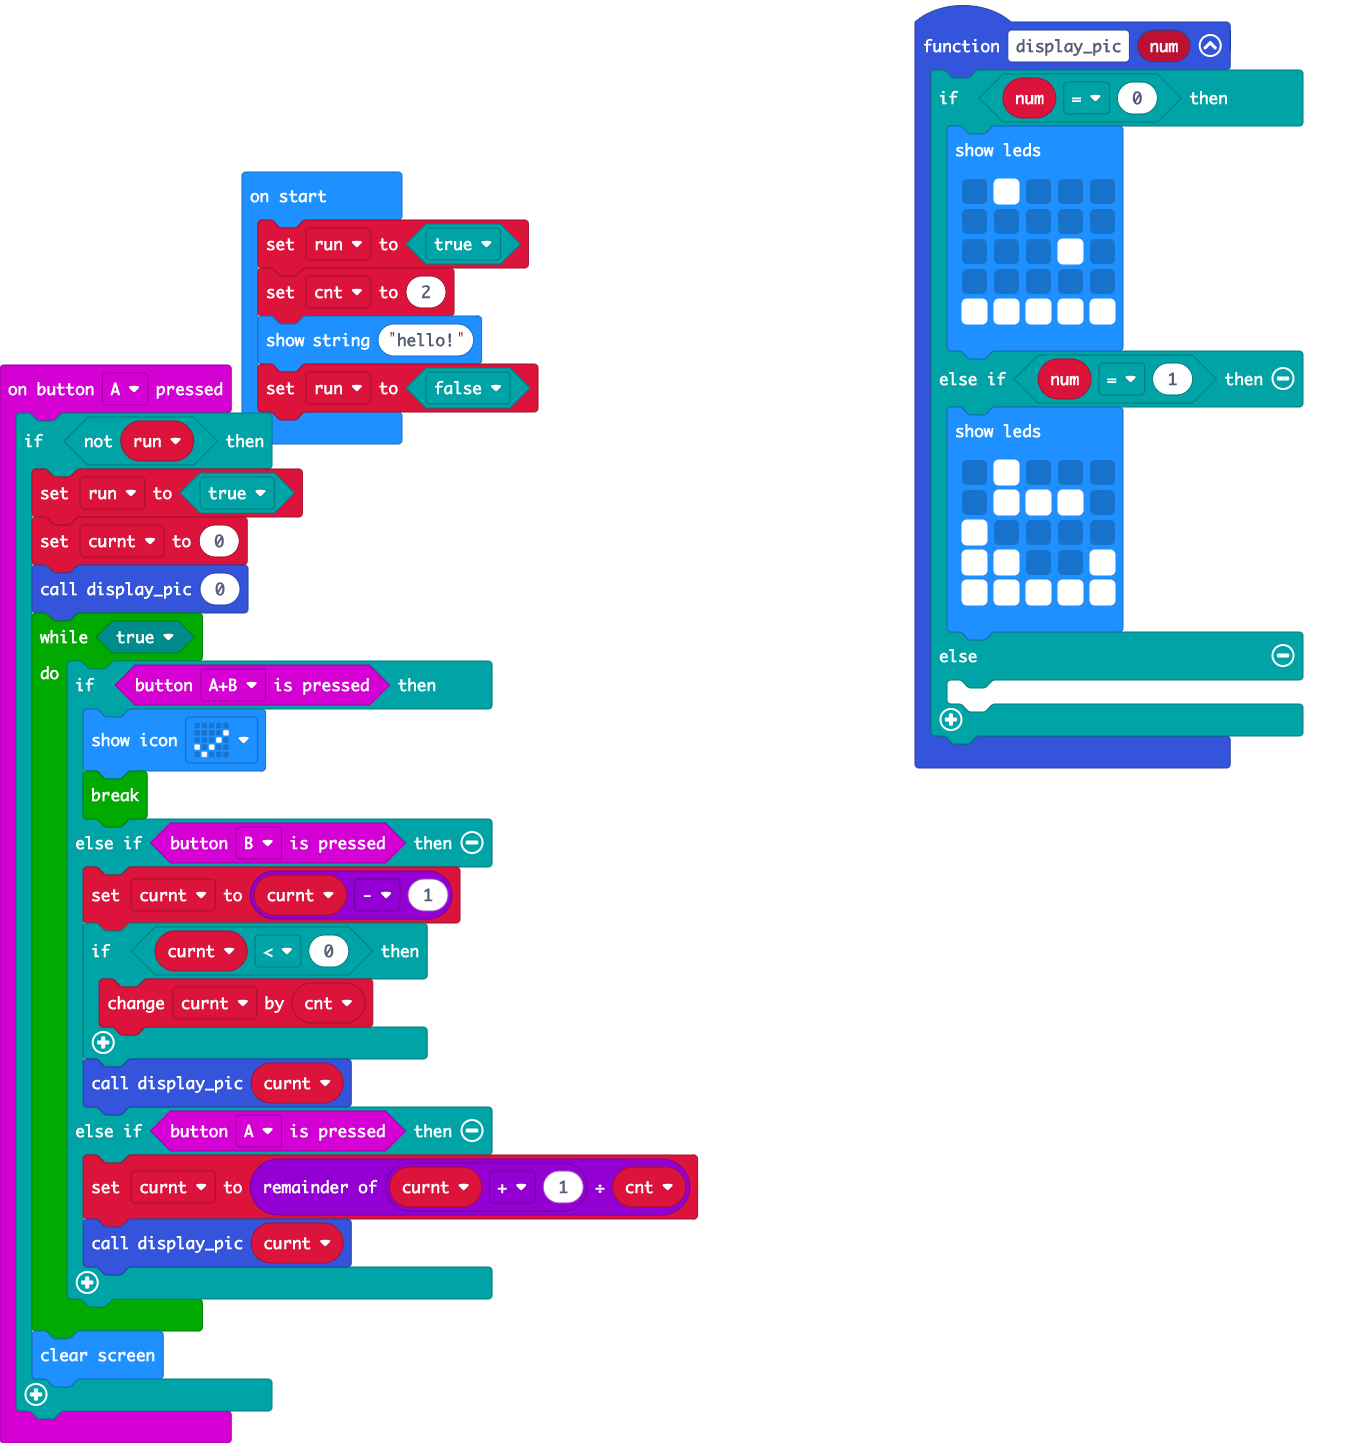 on start
set run to true
set cnt to 2
show string "hello!"
set run to false
on button A pressed
if not run then
set run to true
set curnt to 0
call display_pic 0
while true
do if button A+B is pressed then
show icon
break
else if button B is pressed then
set curnt to curnt - 1
if curnt < 0 then
change curnt by cnt
call display_pic curnt
else if button A is pressed then
set curnt to remainder of curnt + 1 ÷ cnt
call display_pic curnt
clear screen
function display_pic num
if num = 0 then
show leds
else if num = 1 then
show leds
else